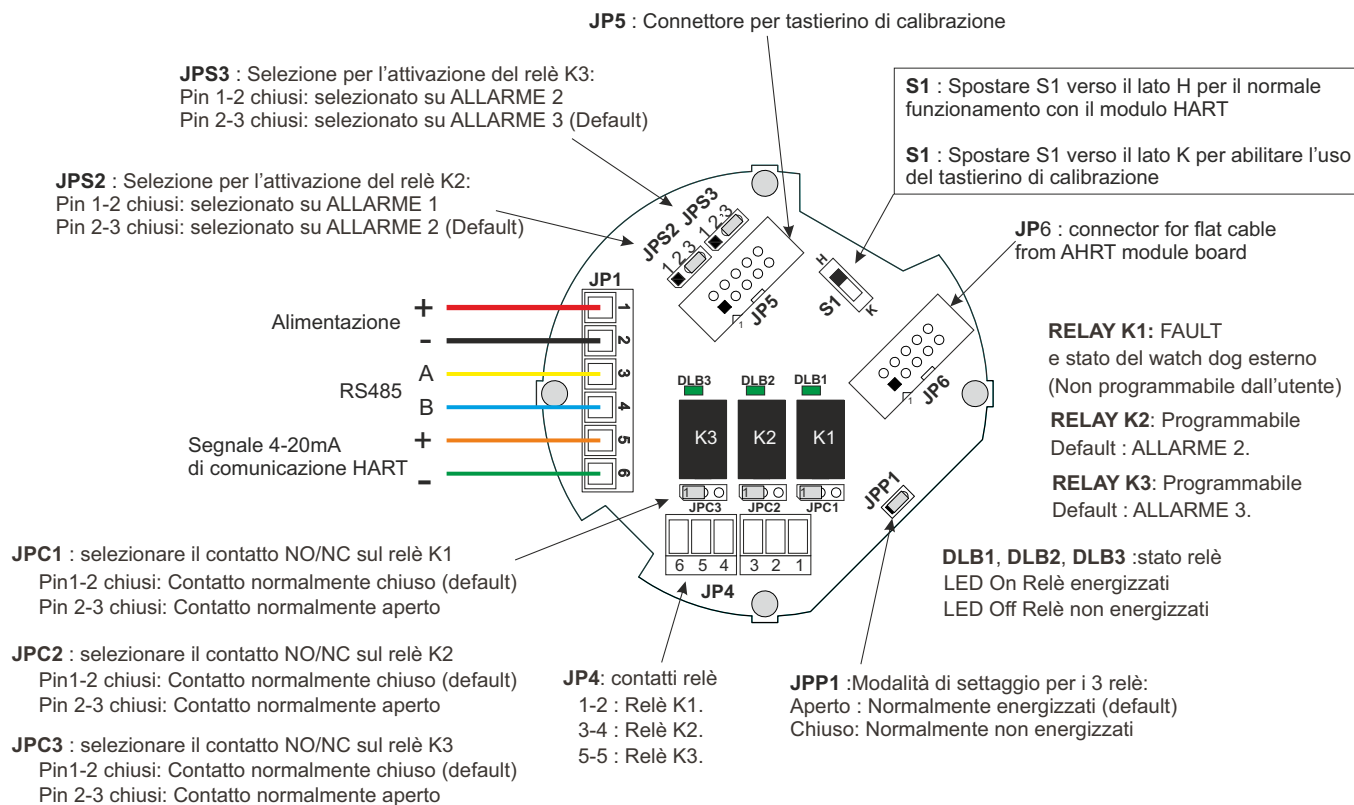 JP5 : Connettore per tastierino di calibrazione
JPS3 : Selezione per l'attivazione del relè K3:
Pin 1-2 chiusi: selezionato su ALLARME 2
Pin 2-3 chiusi: selezionato su ALLARME 3 (Default)
S1 : Spostare S1 verso il lato H per il normale
funzionamento con il modulo HART
S1 : Spostare S1 verso il lato K per abilitare l'uso
del tastierino di calibrazione
JPS2 : Selezione per l'attivazione del relè K2:
Pin 1-2 chiusi: selezionato su ALLARME 1
Pin 2-3 chiusi: selezionato su ALLARME 2 (Default)
JP6 : connector for flat cable
from AHRT module board
JPS2
1 2 3
JPS3
1 2 3
JP5
1
H
S1
K
JP6
1
JP1
1
2
3
4
5
6
+
Alimentazione
-
A
RS485
B
+
Segnale 4-20mA
di comunicazione HART
-
DLB3 DLB2 DLB1
K3 K2 K1
1 1 1
JPC3 JPC2 JPC1
6 5 4 3 2 1
JP4
JPP1
RELAY K1: FAULT
e stato del watch dog esterno
(Non programmabile dall'utente)
RELAY K2: Programmabile
Default : ALLARME 2.
RELAY K3: Programmabile
Default : ALLARME 3.
DLB1, DLB2, DLB3 :stato relè
LED On Relè energizzati
LED Off Relè non energizzati
JPC1 : selezionare il contatto NO/NC sul relè K1
Pin1-2 chiusi: Contatto normalmente chiuso (default)
Pin 2-3 chiusi: Contatto normalmente aperto
JPC2 : selezionare il contatto NO/NC sul relè K2
Pin1-2 chiusi: Contatto normalmente chiuso (default)
Pin 2-3 chiusi: Contatto normalmente aperto
JPC3 : selezionare il contatto NO/NC sul relè K3
Pin1-2 chiusi: Contatto normalmente chiuso (default)
Pin 2-3 chiusi: Contatto normalmente aperto
JP4: contatti relè
1-2 : Relè K1.
3-4 : Relè K2.
5-5 : Relè K3.
JPP1 :Modalità di settaggio per i 3 relè:
Aperto : Normalmente energizzati (default)
Chiuso: Normalmente non energizzati